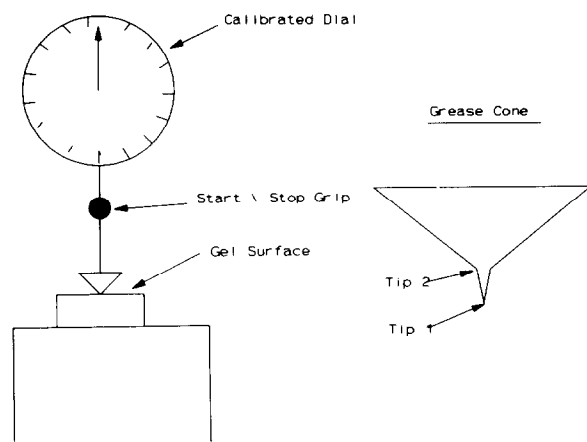 Calibrated Dial
Grease Cone
Start \ Stop Grip
Gel Surface
Tip 2
Tip 1